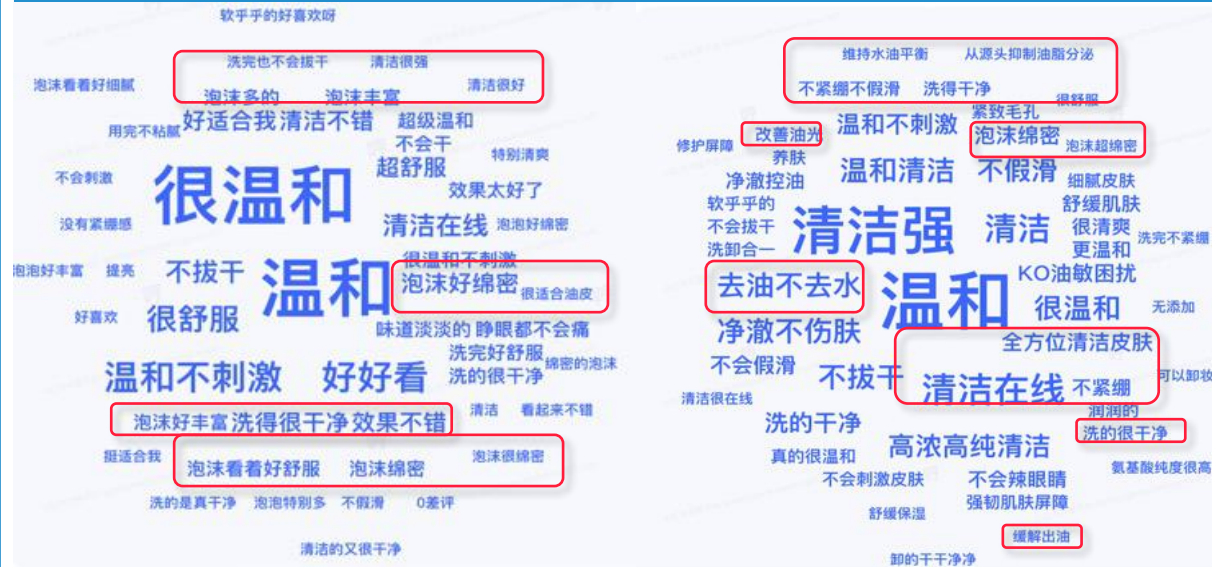 软乎乎的好喜欢呀
洗完也不会拔干 清洁很强
泡沫看着好细腻 清洁很好
泡沫多的 泡沫丰富
用完不粘腻 好适合我 清洁不错 超级温和
不会干
特别清爽
超舒服
不会刺激 很温和 效果太好了
没有紧绷感 清洁在线 泡泡好绵密
很温和不刺激
泡泡好丰富 提亮 不拔干 温和 泡沫好绵密 很适合油皮
好喜欢 很舒服
味道淡淡的 睁眼都不会痛
洗完好舒服 绵密的泡沫
温和不刺激 好好看 洗的很干净
泡沫好丰富 洗得很干净 效果不错 清洁 看起来不错
挺适合我 泡沫看着好舒服 泡沫绵密 泡沫很绵密
洗的是真干净 泡泡特别多 不假滑 0差评
清洁的又很干净
维持水油平衡 从源头抑制油脂分泌
不紧绷不假滑 洗得干净 很舒服
紧致毛孔
修护屏障 改善油光 温和不刺激 泡沫绵密 泡沫超绵密
养肤
净澈控油 温和清洁 不假滑 细腻皮肤
软乎乎的 舒缓肌肤
不会拔干 清洁强 清洁 很清爽 洗完不紧绷
洗卸合一 更温和
去油不去水 温和 KO油敏困扰
很温和 无添加
净澈不伤肤 全方位清洁皮肤
不会假滑 不拔干 清洁在线 不紧绷 可以卸妆
清洁很在线 润润的
洗的干净 洗的很干净
真的很温和 高浓高纯清洁 氨基酸纯度很高
不会刺激皮肤 不会辣眼睛
强韧肌肤屏障
舒缓保湿
缓解出油
卸的干干净净